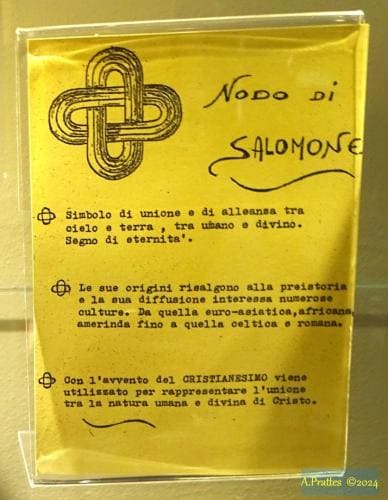 NODO DI
SALOMONE
Simbolo di unione e di alleanza tra
cielo e terra , tra umano e divino.
Segno di eternita'.
Le sue origini risalgono alla preistoria
e la sua diffusione interessa numerose
culture. Da quella euro-asiatica,africana,
amerinda fino a quella celtica e romana.
Con l'avvento del CRISTIANESIMO viene
utilizzato per rappresentare l'unione
tra la natura umana e divina di Cristo.
A.Prattes ©2024